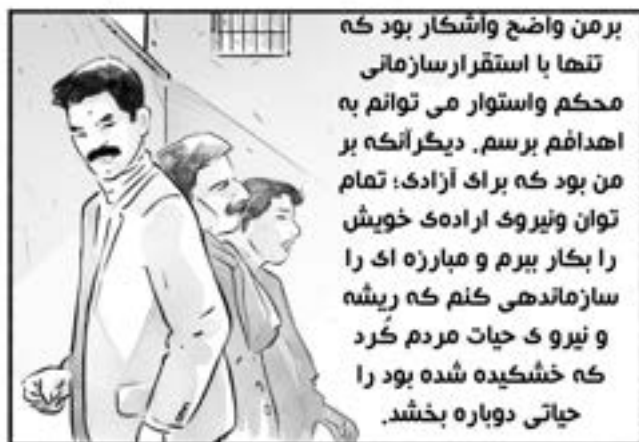 برمن واضح وآشکار بود که
تنها با استقرارسازمانی
محکم واستوار می توانم به
اهدافم برسم. دیگرآنکه بر
من بود که برای آزادی؛ تمام
توان ونیروی اراده‌ی خویش
را بکار ببرم و مبارزه ای را
سازماندهی کنم که ریشه
و نیرو ی حیات مردم کُرد
که خشکیده شده بود را
حیاتی دوباره بخشد.